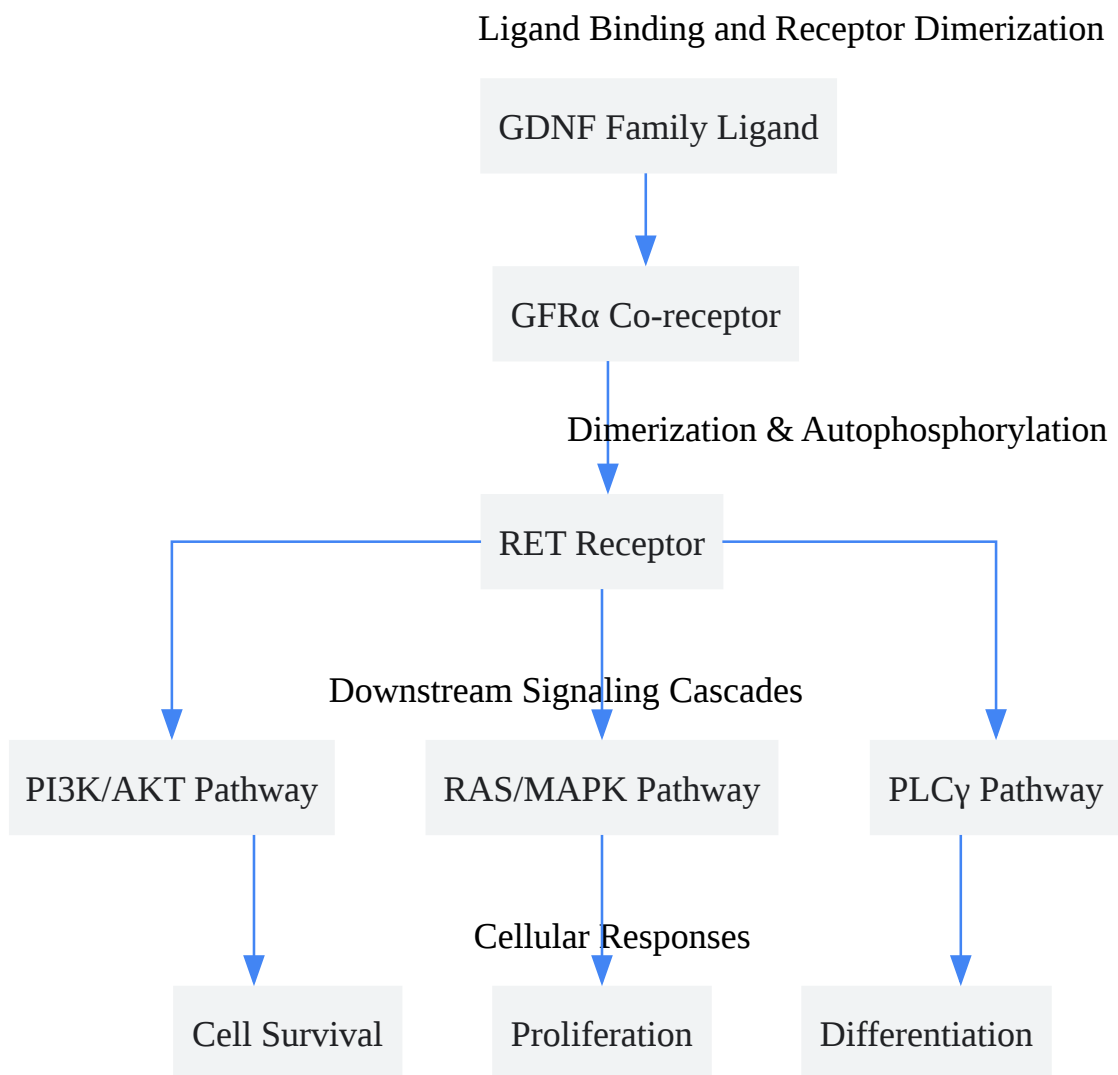 Ligand Binding and Receptor Dimerization
GDNF Family Ligand
GFRα Co-receptor
Dimerization & Autophosphorylation
RET Receptor
Downstream Signaling Cascades
PI3K/AKT Pathway
RAS/MAPK Pathway
PLCγ Pathway
Cellular Responses
Cell Survival
Proliferation
Differentiation